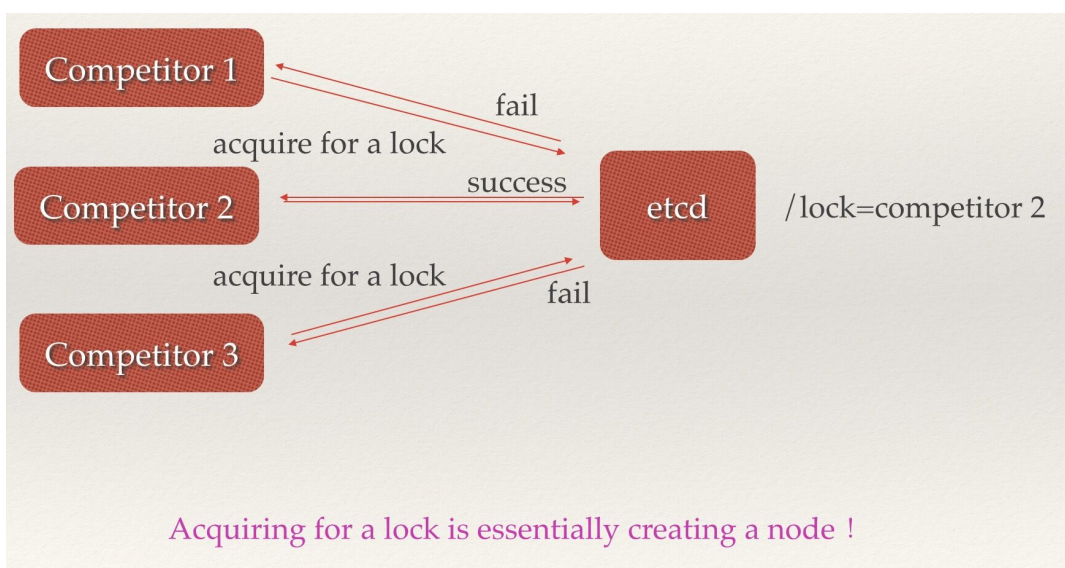 Competitor 1
fail
acquire for a lock
success
Competitor 2
etcd
/lock=competitor 2
acquire for a lock
fail
Competitor 3
Acquiring for a lock is essentially creating a node !